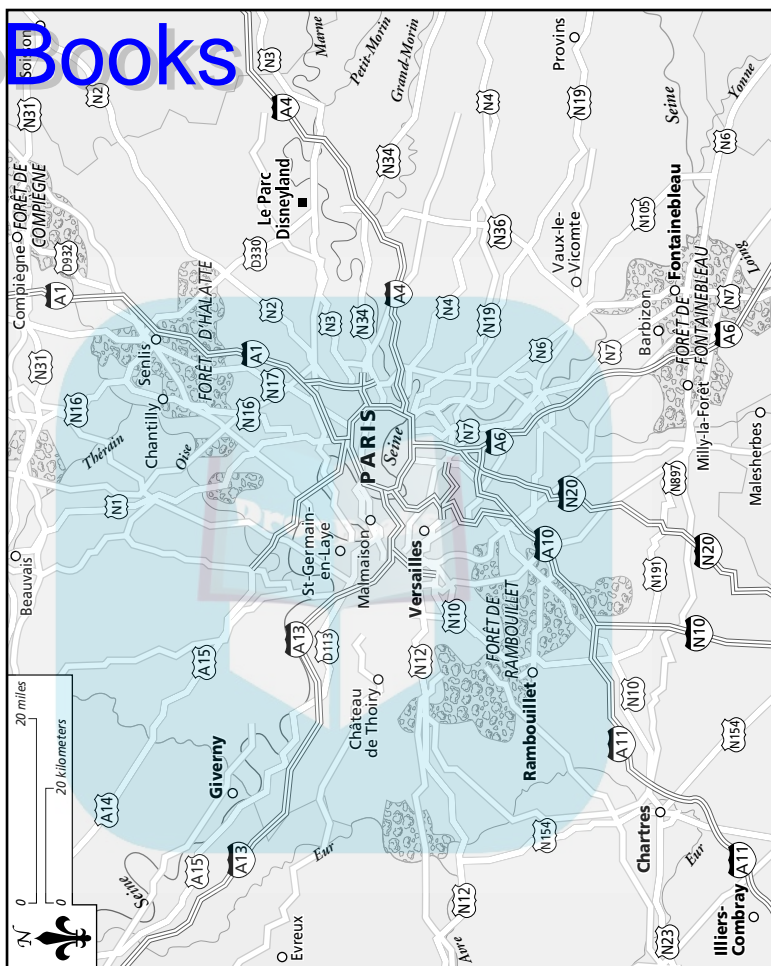 Books
Soissons
N31
N2
N3
Marne
Petit-Morin
Grand-Morin
A4
N34
N4
Provins
N19
Seine
Yonne
N6
Compiègne
FORÊT DE
COMPIÈGNE
D932
A1
Le Parc
Disneyland
D330
N36
Vaux-le-
Vicomte
N105
Fontainebleau
Loing
FORÊT D'HALATTE
N2
N3
N34
A4
N4
N19
N6
Barbizon
FORÊT DE
FONTAINEBLEAU
N7
A6
N31
Senlis
A1
N17
N16
N16
Chantilly
Thérain
Oise
PARIS
Seine
N7
A6
N7
Milly-la-Forêt
Malesherbes
N1
N20
N897
Beauvais
St-Germain-
en-Laye
Malmaison
Versailles
A10
N20
N191
A15
A13
D113
N10
FORÊT DE
RAMBOUILLET
N12
N10
Château
de Thoiry
Rambouillet
N10
A11
N154
Giverny
A14
A15
A13
Seine
Eur
N154
Chartres
Eur
A11
Illiers-
Combray
N12
Avre
N23
Evreux
0 20 miles
0 20 kilometers
N